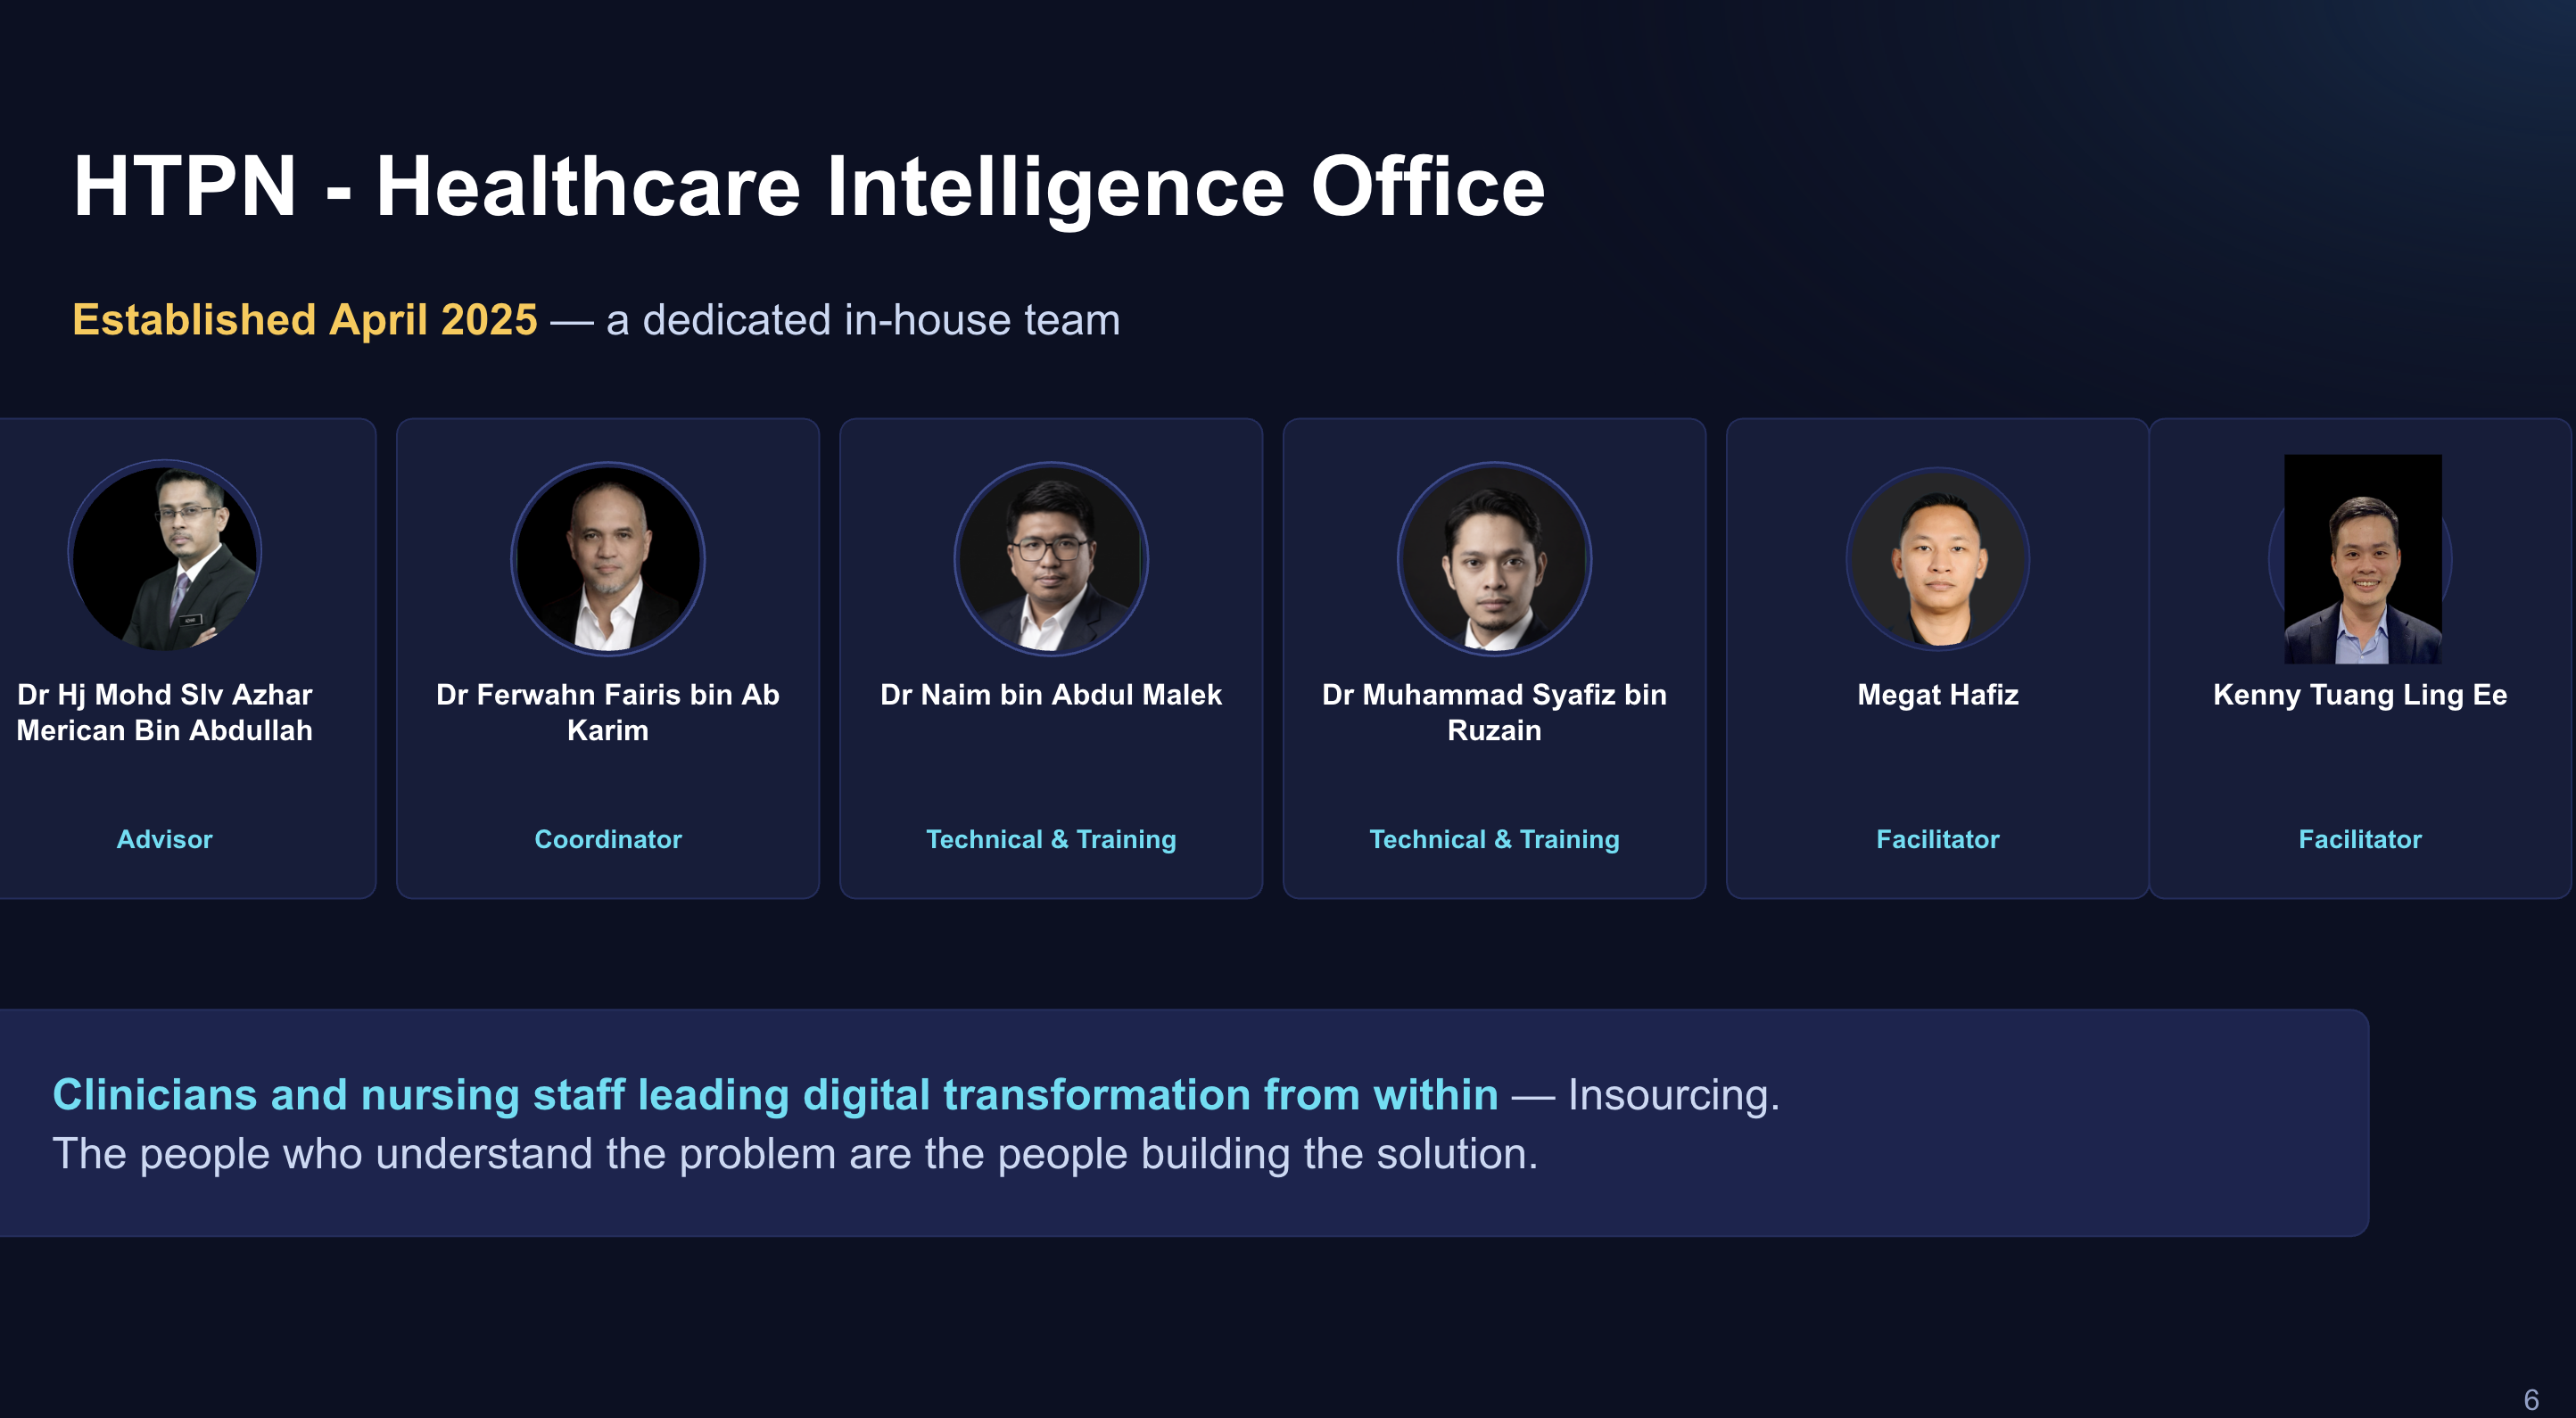 HTPN - Healthcare Intelligence Office
Established April 2025 — a dedicated in-house team
Dr Hj Mohd Slv Azhar
Merican Bin Abdullah
Advisor
Dr Ferwahn Fairis bin Ab
Karim
Coordinator
Dr Naim bin Abdul Malek
Technical & Training
Dr Muhammad Syafiz bin
Ruzain
Technical & Training
Megat Hafiz
Facilitator
Kenny Tuang Ling Ee
Facilitator
Clinicians and nursing staff leading digital transformation from within — Insourcing.
The people who understand the problem are the people building the solution.
6